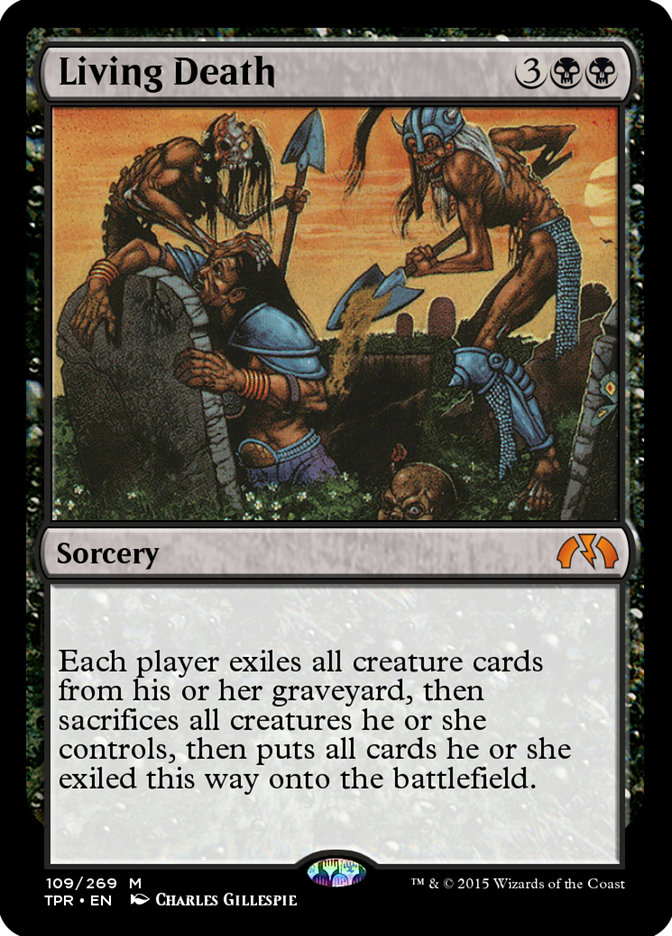 Living Death 3
Sorcery
Each player exiles all creature cards
from his or her graveyard, then
sacrifices all creatures he or she
controls, then puts all cards he or she
exiled this way onto the battlefield.
109/269 M
TPR • EN Charles Gillespie
™ & © 2015 Wizards of the Coast